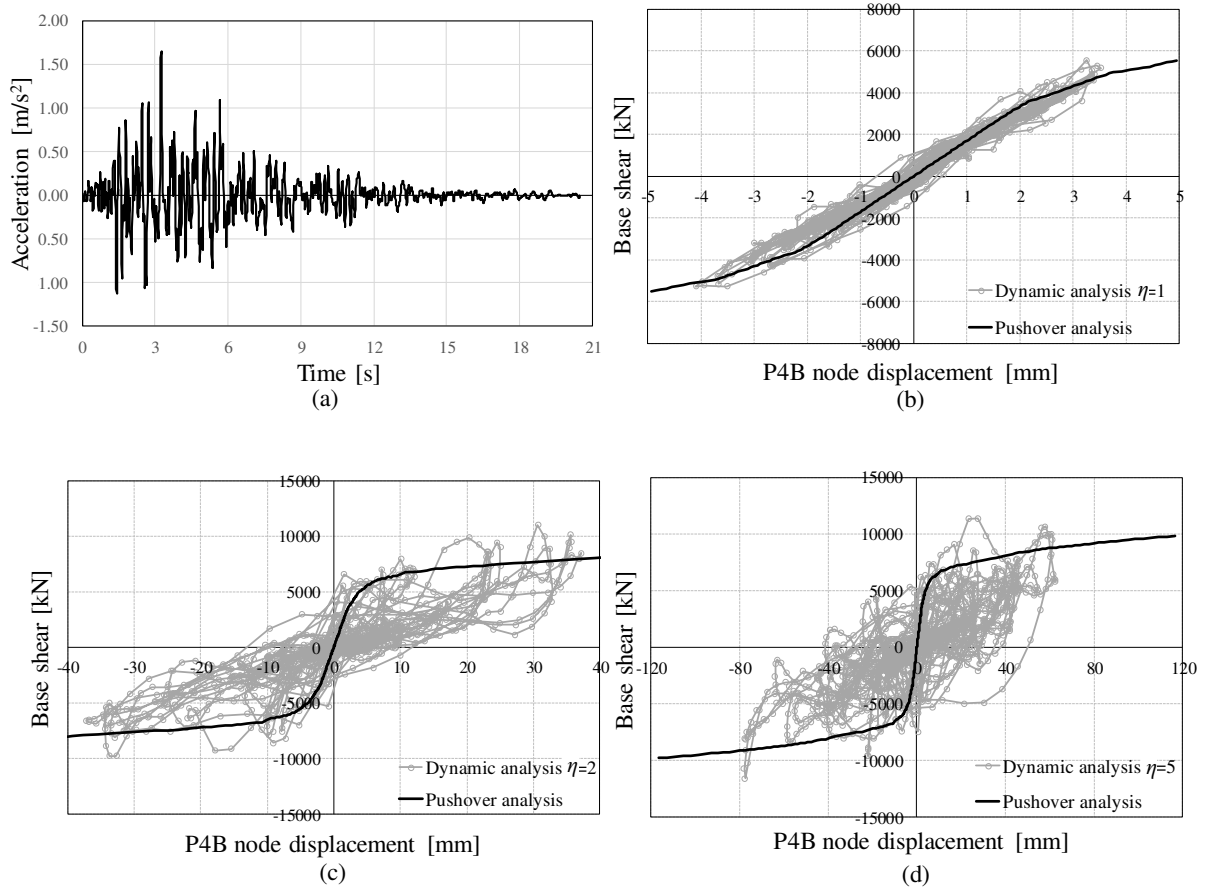 2.00
1.50
1.00
0.50
0.00
0.50
1.00
-1.50
Acceleration [m/s²]
0 3 6 9 12 15 18 21
Time [s]
(a)
8000
6000
4000
2000
0
-2000
-4000
-6000
-8000
-5 -4 -3 -2 -1 0 1 2 3 4 5
Base shear [kN]
Dynamic analysis η=1
Pushover analysis
P4B node displacement [mm]
(b)
15000
10000
5000
0
-5000
-10000
-15000
-40 -30 -20 -10 0 10 20 30 40
Base shear [kN]
Dynamic analysis η=2
Pushover analysis
P4B node displacement [mm]
(c)
15000
10000
5000
0
-5000
-10000
-15000
-120 -80 -40 0 40 80 120
Base shear [kN]
Dynamic analysis η=5
Pushover analysis
P4B node displacement [mm]
(d)